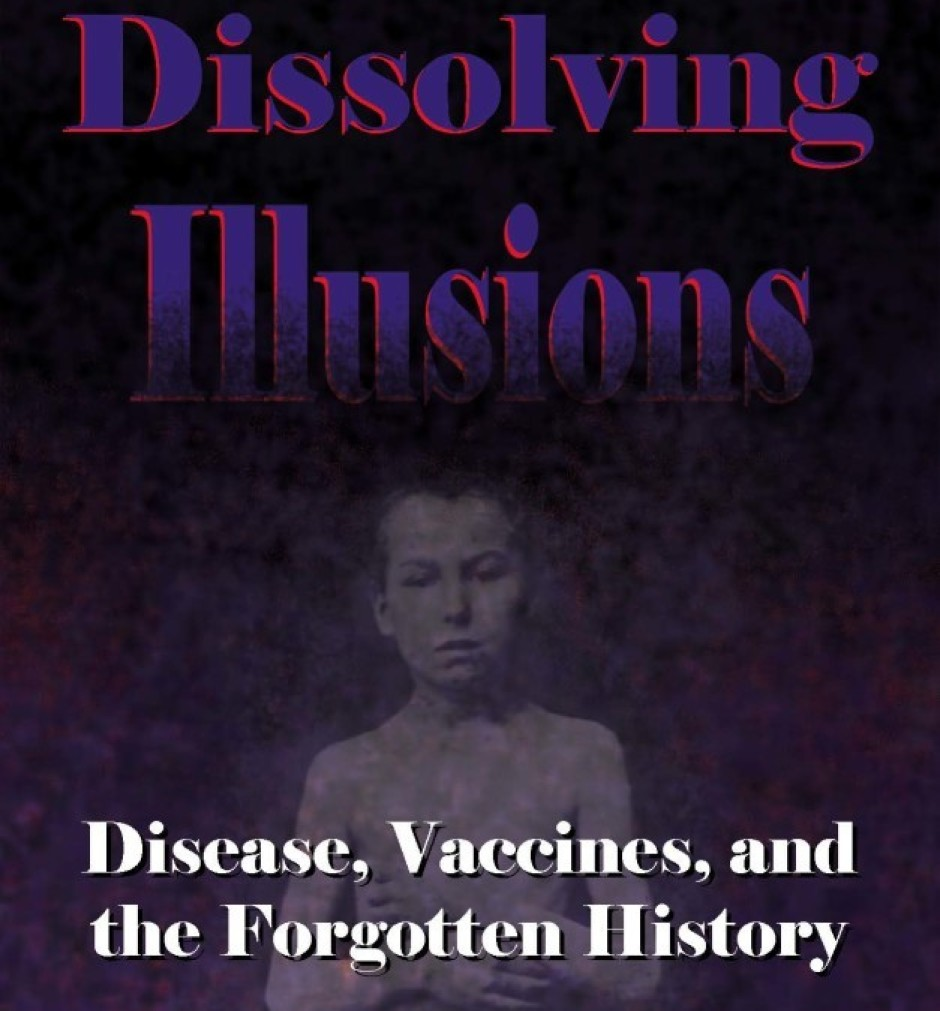 Dissolving
Illusions
Disease, Vaccines, and
the Forgotten History